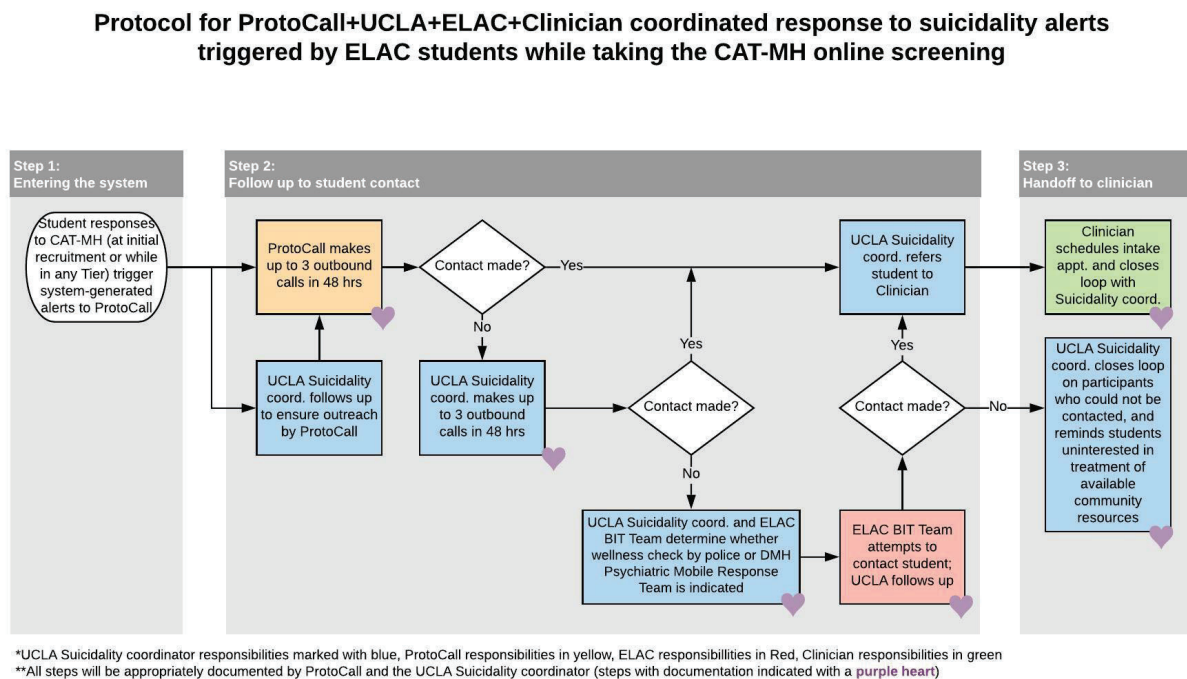 Protocol for ProtoCall+UCLA+ELAC+Clinician coordinated response to suicidality alerts
triggered by ELAC students while taking the CAT-MH online screening
Step 1:
Entering the system
Step 2:
Follow up to student contact
Step 3:
Handoff to clinician
Student responses
to CAT-MH (at initial
recruitment or while
in any Tier) trigger
system-generated
alerts to ProtoCall
ProtoCall makes
up to 3 outbound
calls in 48 hrs
Contact made?
Yes
UCLA Suicidality
coord. refers
student to
Clinician
Clinician
schedules intake
appt. and closes
loop with
Suicidality coord.
No
UCLA Suicidality
coord. follows up
to ensure outreach
by ProtoCall
UCLA Suicidality
coord. makes up
to 3 outbound
calls in 48 hrs
Yes
Contact made?
No
Yes
Contact made?
No
UCLA Suicidality
coord. closes loop
on participants
who could not be
contacted, and
reminds students
uninterested in
treatment of
available
community
resources
UCLA Suicidality coord. and ELAC
BIT Team determine whether
wellness check by police or DMH
Psychiatric Mobile Response
Team is indicated
ELAC BIT Team
attempts to
contact student;
UCLA follows up
*UCLA Suicidality coordinator responsibilities marked with blue, ProtoCall responsibilities in yellow, ELAC responsibillities in Red, Clinician responsibilities in green
**All steps will be appropriately documented by ProtoCall and the UCLA Suicidality coordinator (steps with documentation indicated with a purple heart)